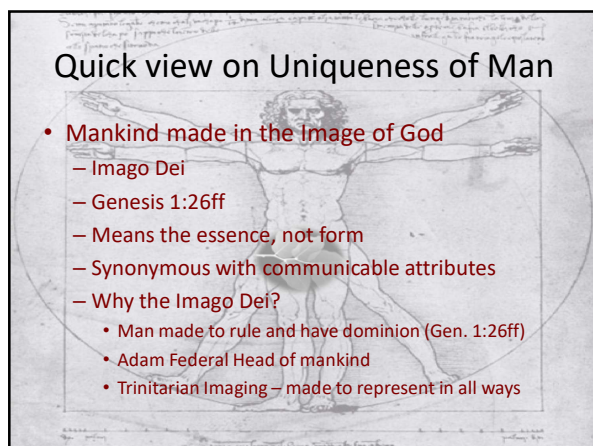 Quick view on Uniqueness of Man
• Mankind made in the Image of God
– Imago Dei
– Genesis 1:26ff
– Means the essence, not form
– Synonymous with communicable attributes
– Why the Imago Dei?
• Man made to rule and have dominion (Gen. 1:26ff)
• Adam Federal Head of mankind
• Trinitarian Imaging – made to represent in all ways